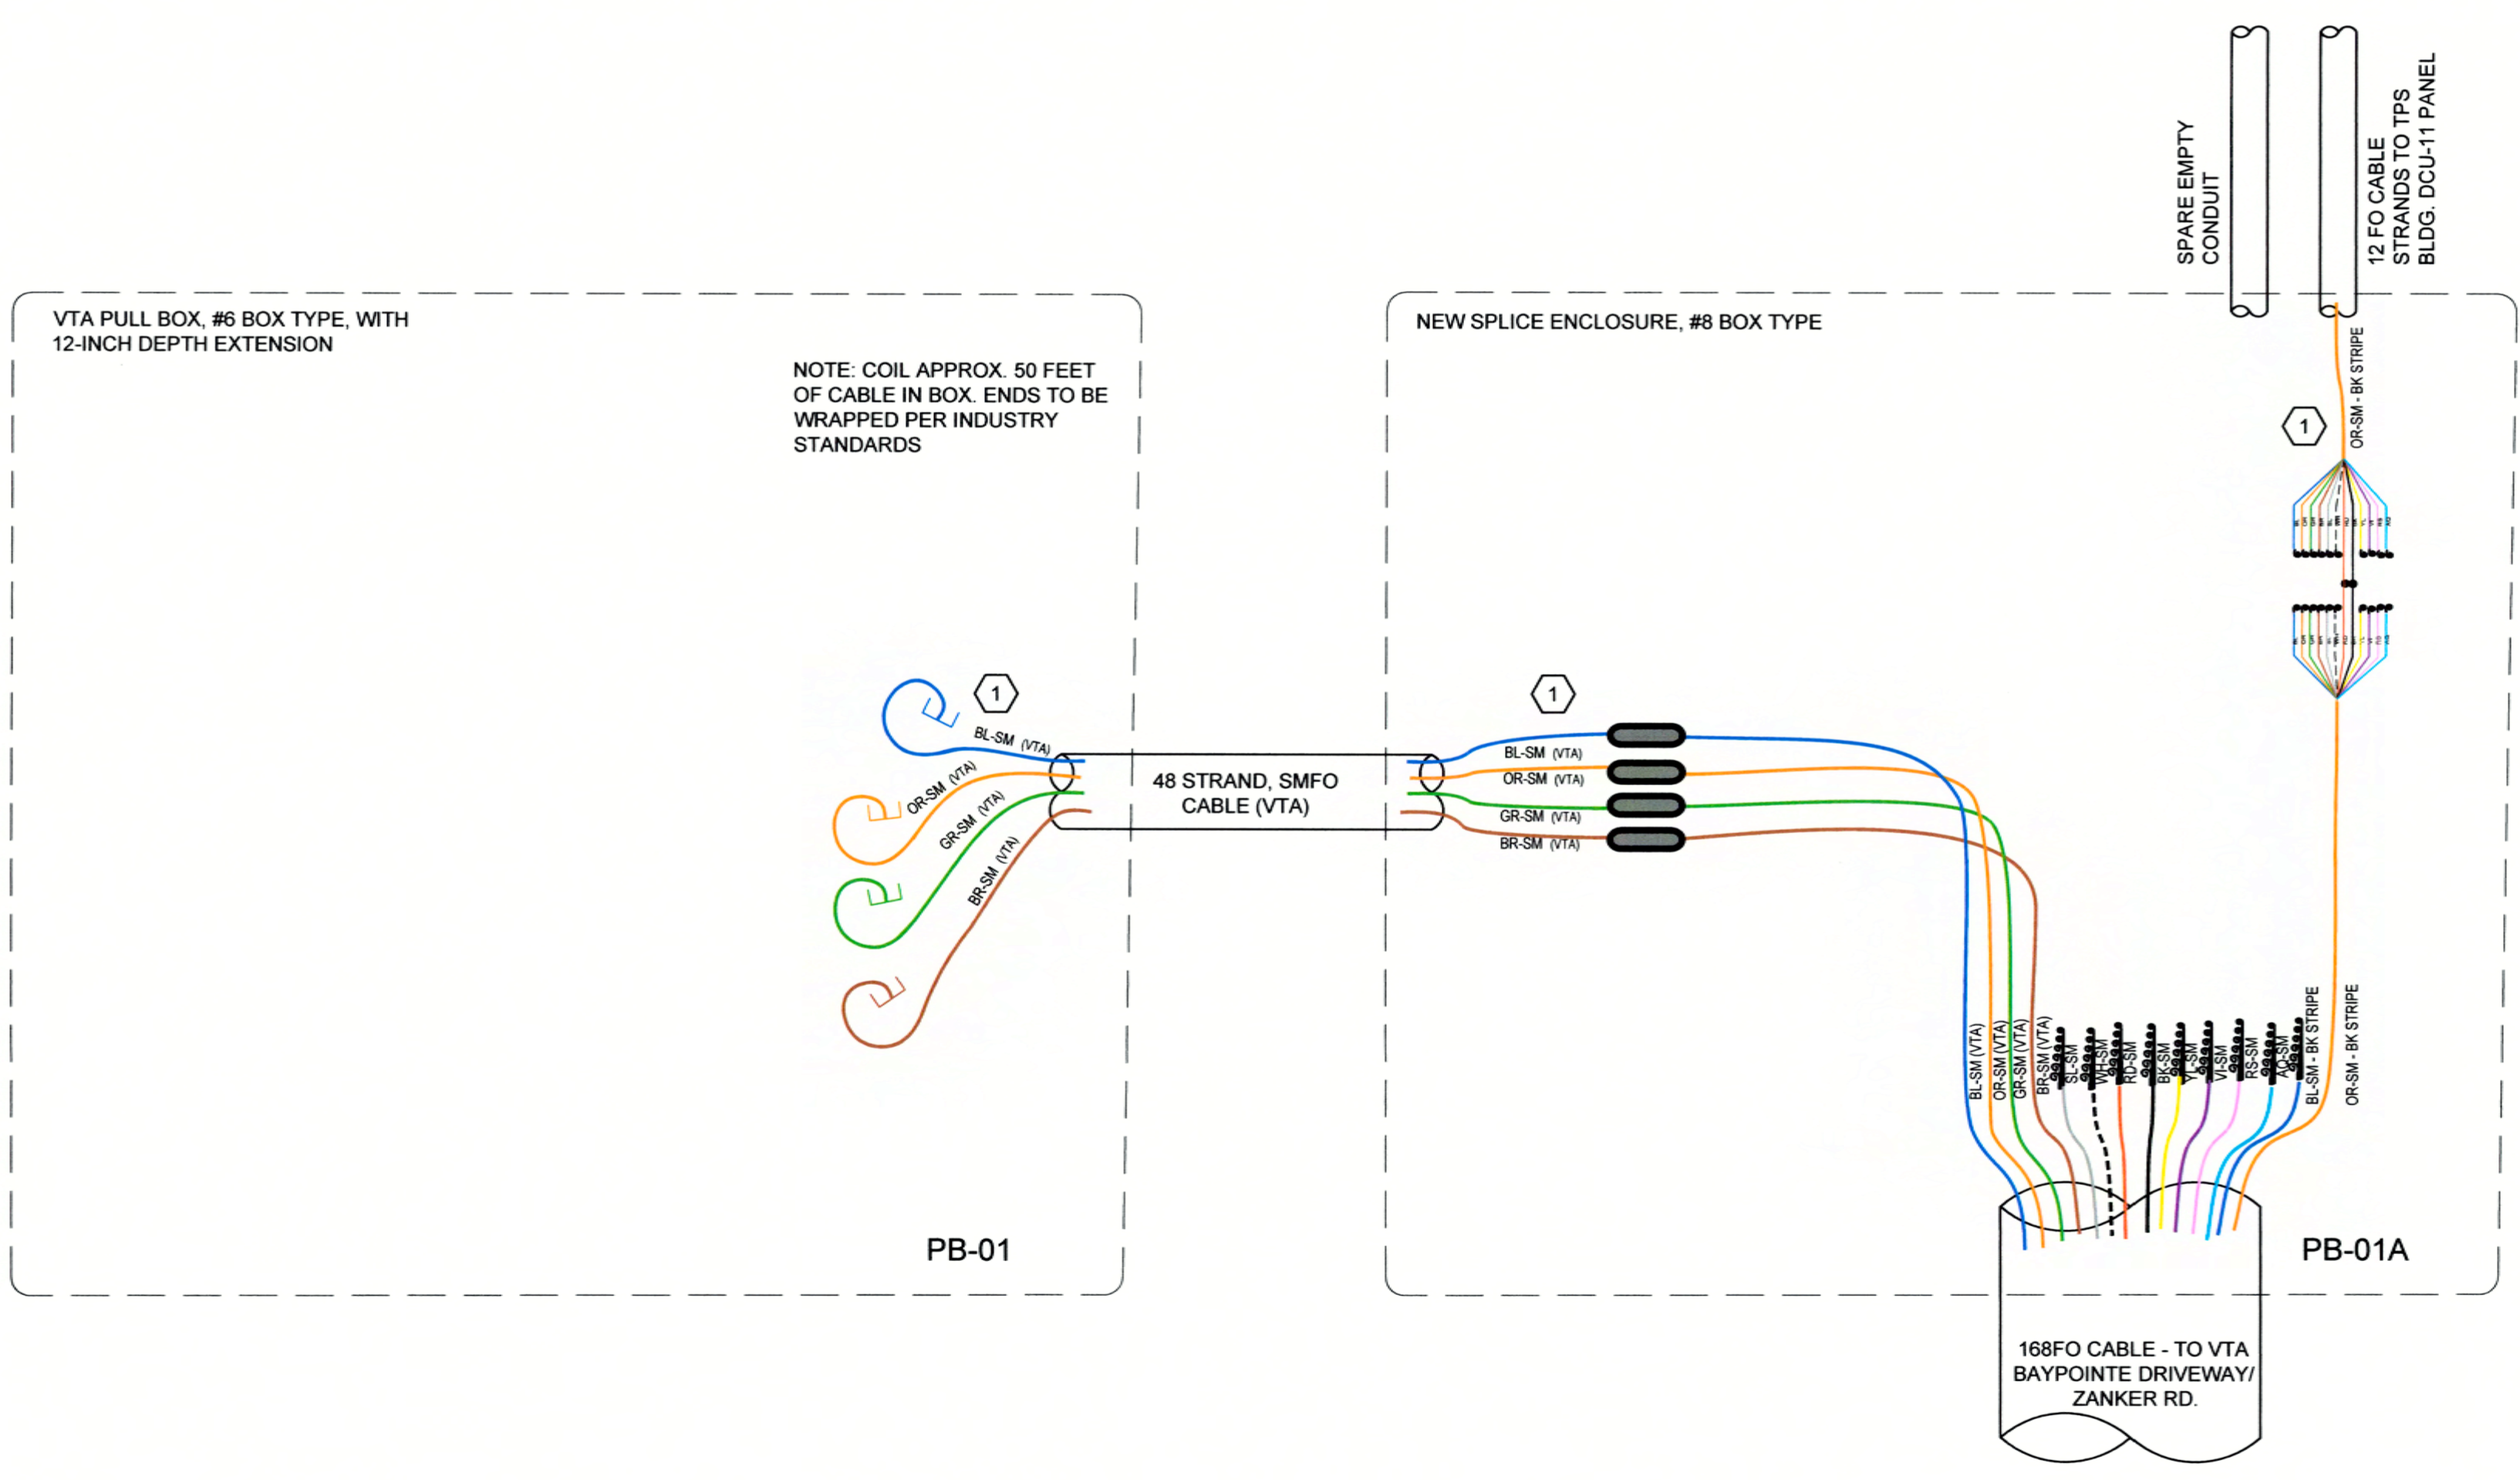 SPARE EMPTY
CONDUIT
12 FO CABLE
STRANDS TO TPS
BLDG. DCU-11 PANEL
VTA PULL BOX, #6 BOX TYPE, WITH
12-INCH DEPTH EXTENSION
NOTE: COIL APPROX. 50 FEET
OF CABLE IN BOX. ENDS TO BE
WRAPPED PER INDUSTRY
STANDARDS
NEW SPLICE ENCLOSURE, #8 BOX TYPE
OR-SM - BK STRIPE
1
1
BL-SM (VTA)
OR-SM (VTA)
GR-SM (VTA)
BR-SM (VTA)
48 STRAND, SMFO
CABLE (VTA)
1
BL-SM (VTA)
OR-SM (VTA)
GR-SM (VTA)
BR-SM (VTA)
BL-SM (VTA)
OR-SM (VTA)
GR-SM (VTA)
BR-SM (VTA)
SL-SM
WH-SM
RD-SM
BK-SM
YL-SM
VI-SM
RS-SM
AQ-SM
BL-SM - BK STRIPE
OR-SM - BK STRIPE
PB-01
PB-01A
168FO CABLE - TO VTA
BAYPOINTE DRIVEWAY/
ZANKER RD.